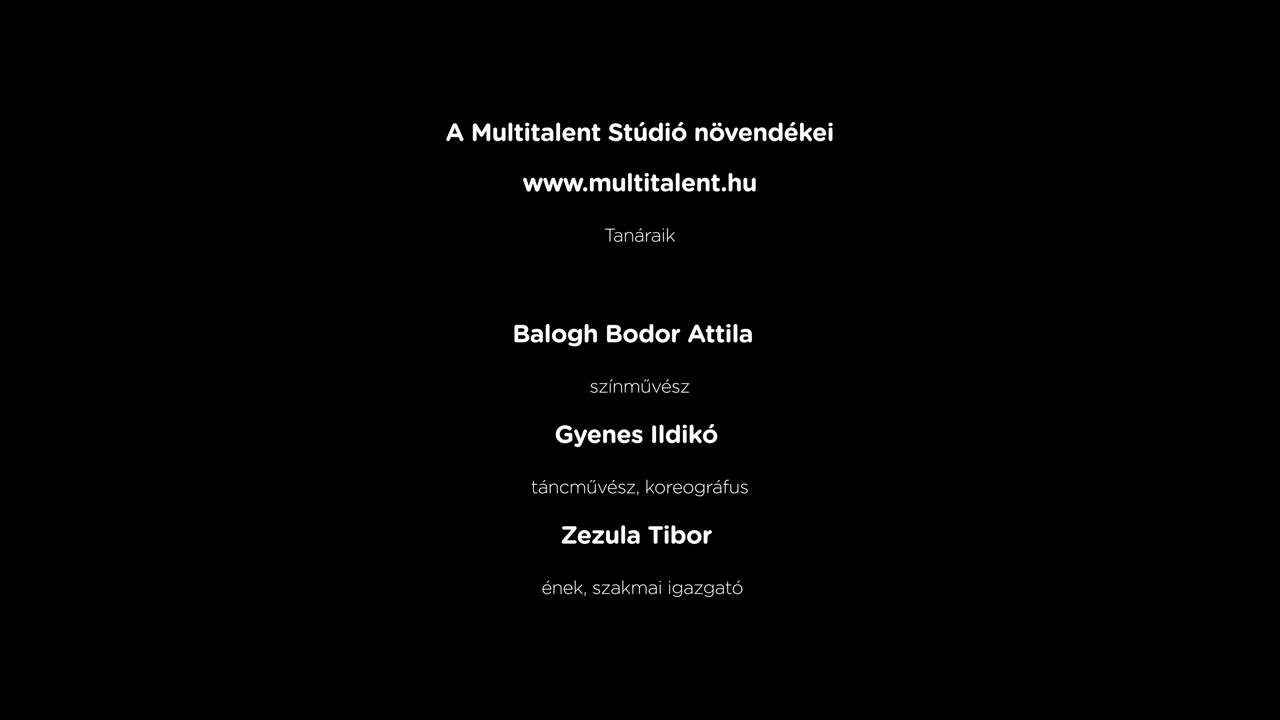 A Multitalent Stúdió növendékei
www.multitalent.hu
Tanáraik
Balogh Bodor Attila
színművész
Gyenes Ildikó
táncművész, koreográfus
Zezula Tibor
ének, szakmai igazgató